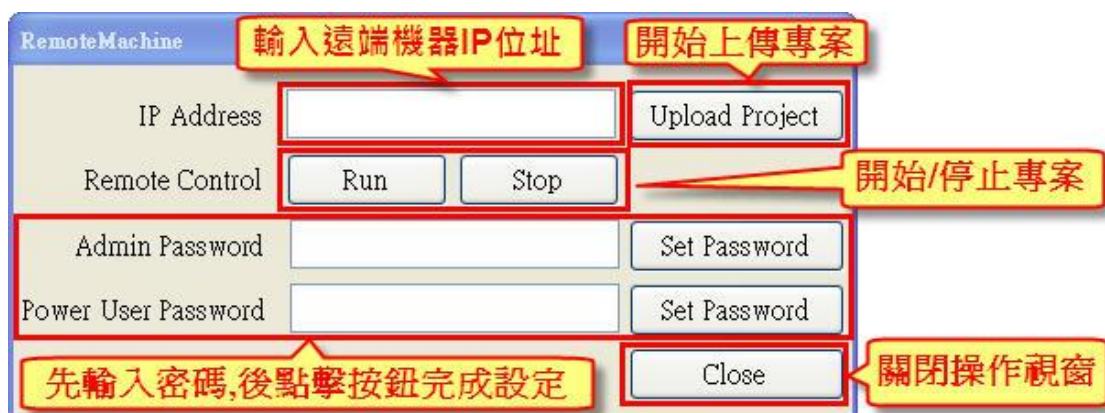 RemoteMachine
輸入遠端機器IP位址
開始上傳專案
IP Address
Upload Project
Remote Control
Run
Stop
開始/停止專案
Admin Password
Set Password
Power User Password
Set Password
先輸入密碼,後點擊按鈕完成設定
Close
關閉操作視窗